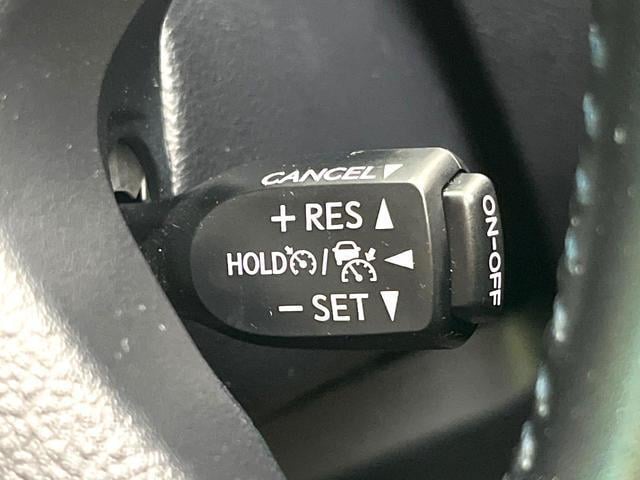 CANCEL
+ RES
HOLD /
- SET
ON-OFF